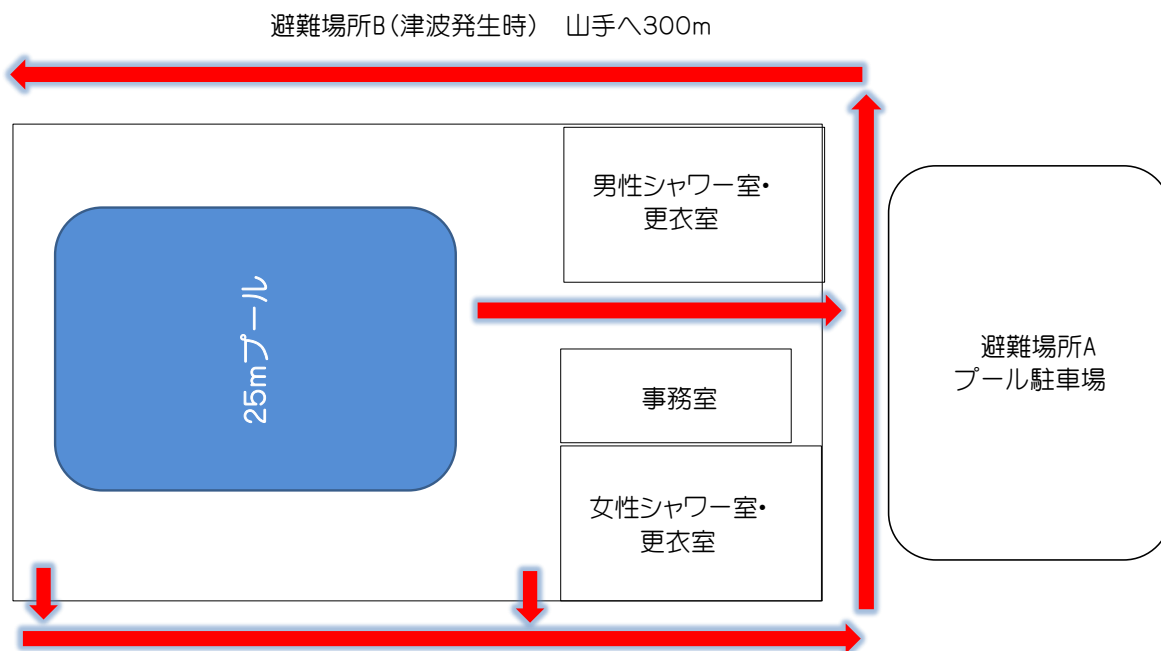 避難場所B(津波発生時) 山手へ300m
男性シャワー室・
更衣室
25mプール
避難場所A
プール駐車場
事務室
女性シャワー室・
更衣室